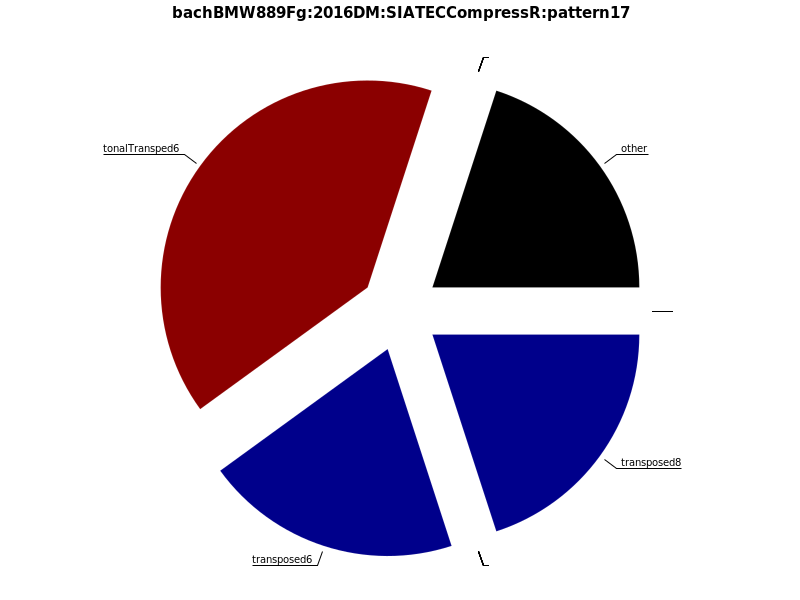 bachBMW889Fg:2016DM:SIATECCompressR:pattern17
tonalTransped6
other
transposed8
transposed6